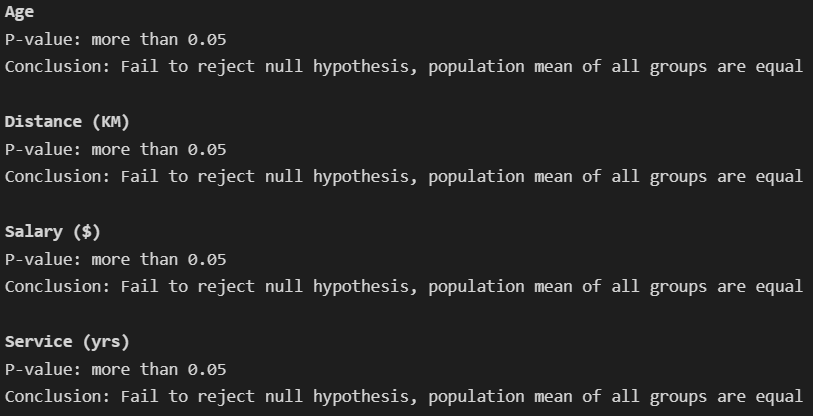 Age
P-value: more than 0.05
Conclusion: Fail to reject null hypothesis, population mean of all groups are equal
Distance (KM)
P-value: more than 0.05
Conclusion: Fail to reject null hypothesis, population mean of all groups are equal
Salary ($)
P-value: more than 0.05
Conclusion: Fail to reject null hypothesis, population mean of all groups are equal
Service (yrs)
P-value: more than 0.05
Conclusion: Fail to reject null hypothesis, population mean of all groups are equal